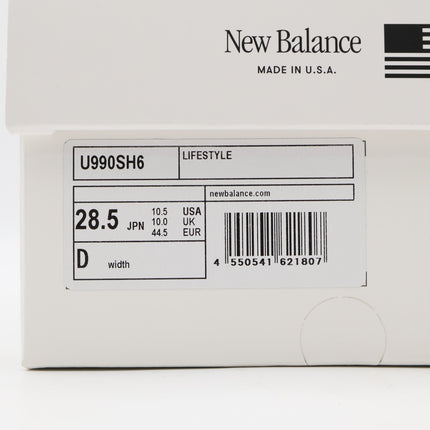 New Balance
MADE IN U.S.A.
U990SH6
LIFESTYLE
newbalance.com
28.5 JPN
10.5 USA
10.0 UK
44.5 EUR
D width
4 550541 621807